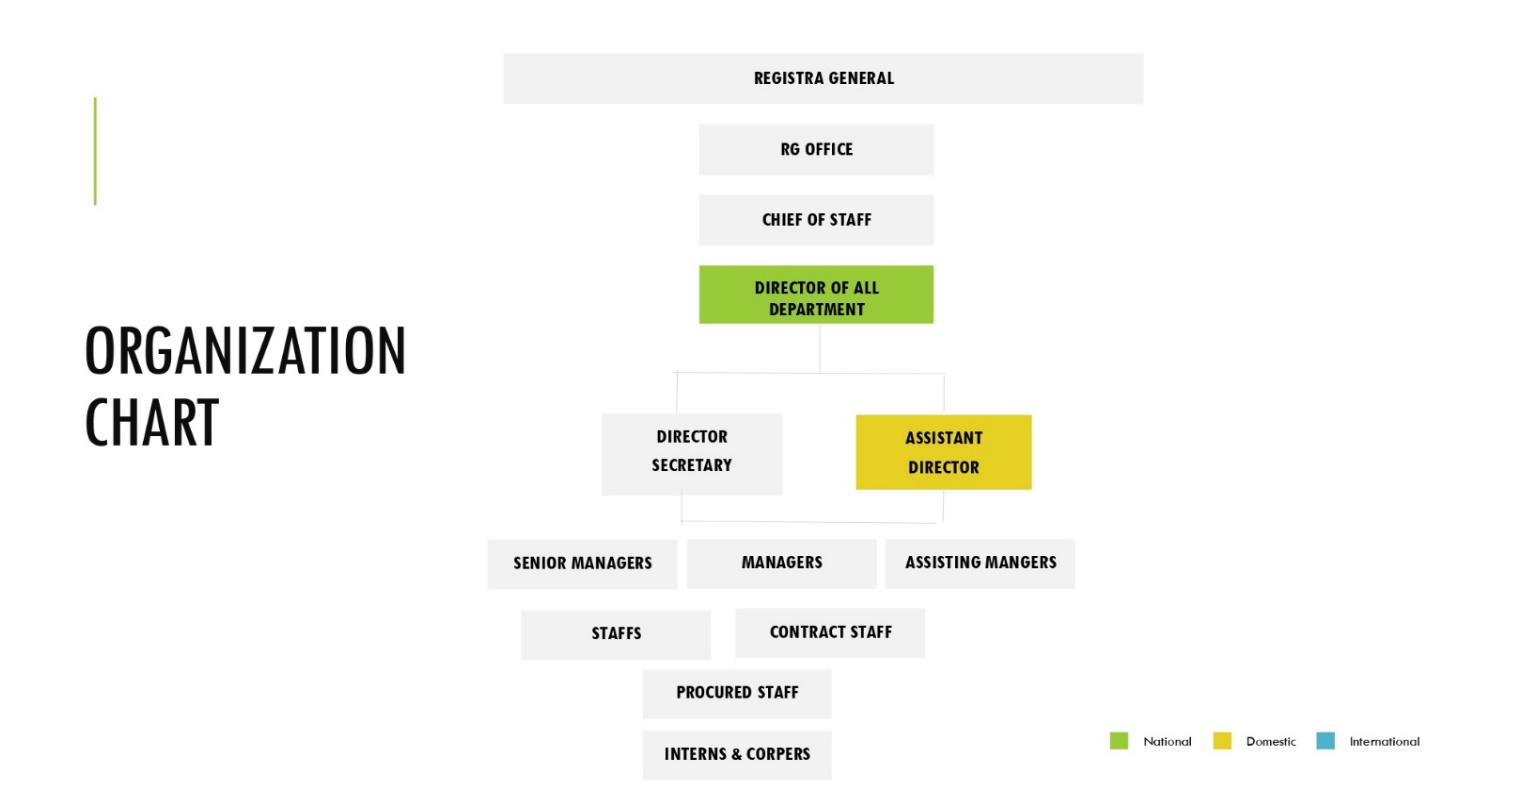 ORGANIZATION
CHART
REGISTRA GENERAL
RG OFFICE
CHIEF OF STAFF
DIRECTOR OF ALL
DEPARTMENT
DIRECTOR
SECRETARY
ASSISTANT
DIRECTOR
SENIOR MANAGERS
MANAGERS
ASSISTING MANGERS
STAFFS
CONTRACT STAFF
PROCURED STAFF
INTERNS & CORPERS
National
Domestic
International